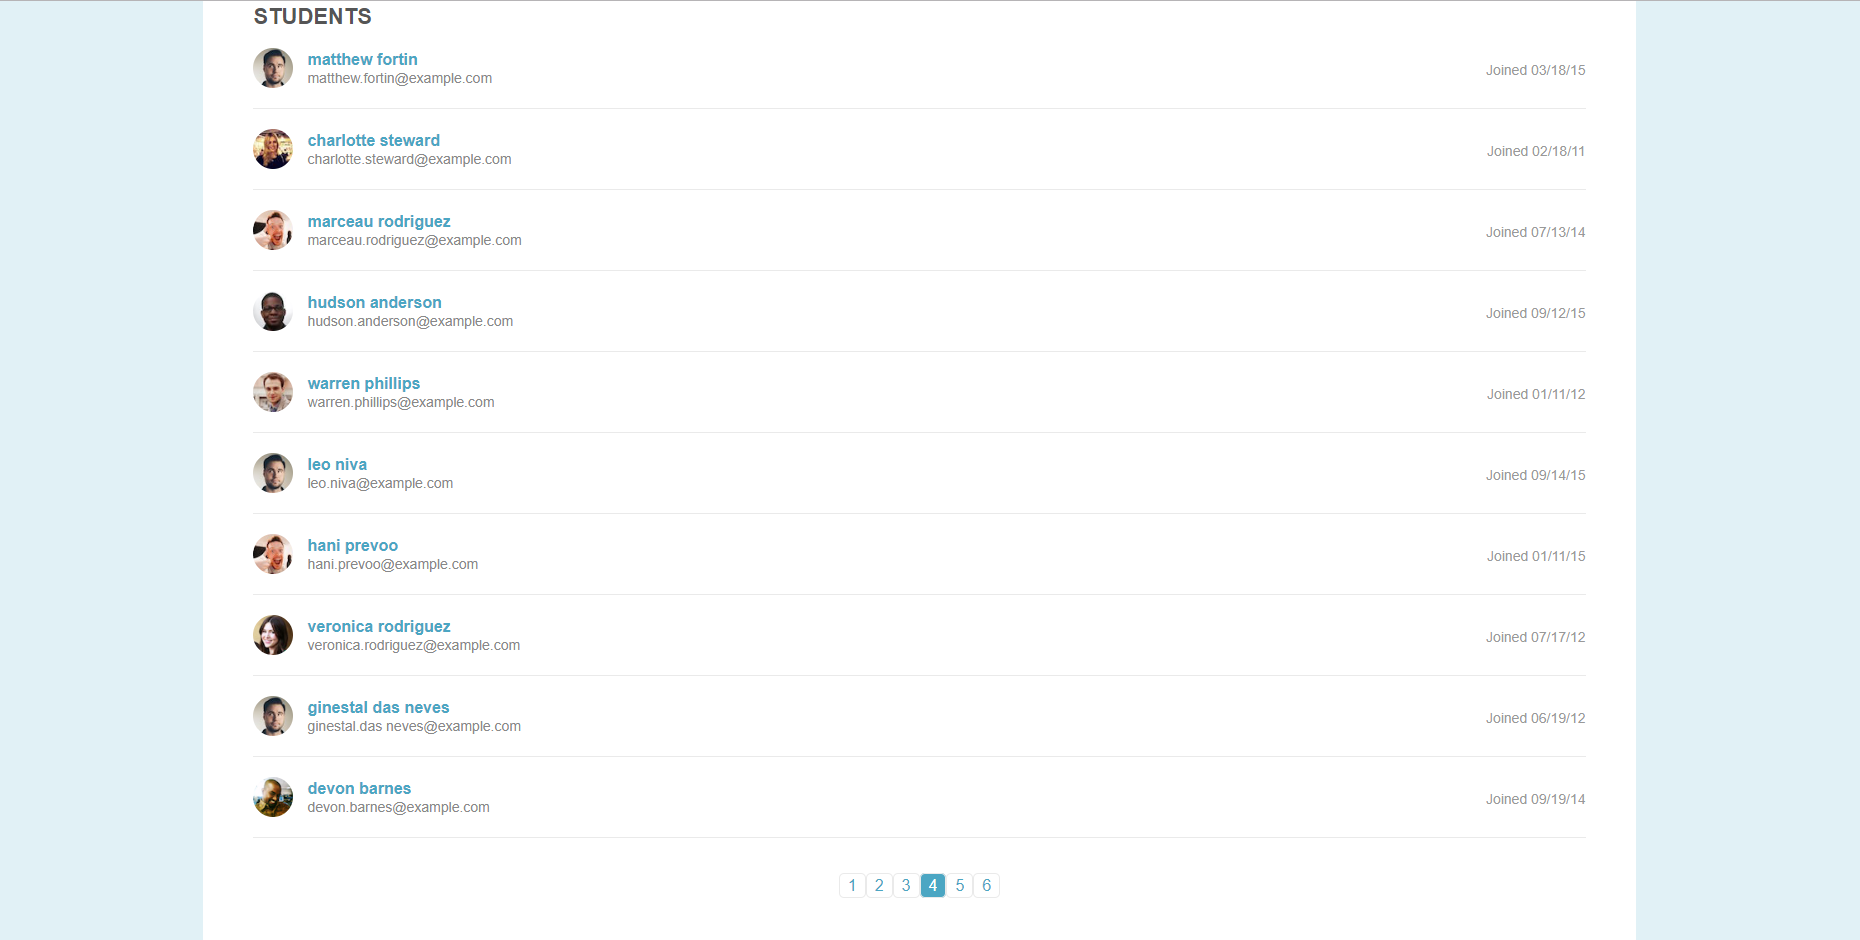 STUDENTS
matthew fortin
matthew.fortin@example.com
Joined 03/18/15
charlotte steward
charlotte.steward@example.com
Joined 02/18/11
marceau rodriguez
marceau.rodriguez@example.com
Joined 07/13/14
hudson anderson
hudson.anderson@example.com
Joined 09/12/15
warren phillips
warren.phillips@example.com
Joined 01/11/12
leo niva
leo.niva@example.com
Joined 09/14/15
hani prevoo
hani.prevoo@example.com
Joined 01/11/15
veronica rodriguez
veronica.rodriguez@example.com
Joined 07/17/12
ginestal das neves
ginestal.das neves@example.com
Joined 06/19/12
devon barnes
devon.barnes@example.com
Joined 09/19/14
1 2 3 4 5 6